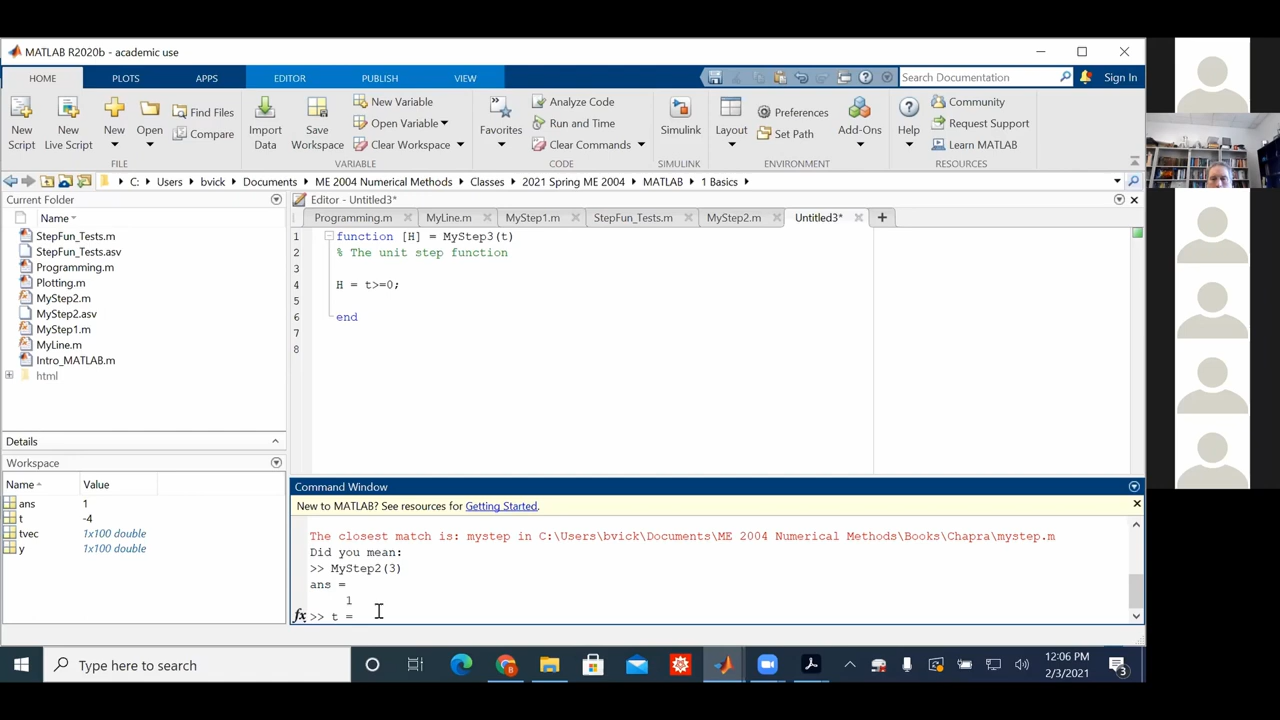 MATLAB R2020b - academic use
HOME PLOTS APPS EDITOR PUBLISH VIEW Search Documentation Sign In
New Script
New Live Script
New
Open
Find Files
Compare
FILE
Import Data
Save Workspace
New Variable
Open Variable
Clear Workspace
VARIABLE
Favorites
Analyze Code
Run and Time
Clear Commands
CODE
Simulink
SIMULINK
Layout
Preferences
Set Path
Add-Ons
ENVIRONMENT
Help
Community
Request Support
Learn MATLAB
RESOURCES
C: Users bvick Documents ME 2004 Numerical Methods Classes 2021 Spring ME 2004 MATLAB 1 Basics
Current Folder
Name
StepFun_Tests.m
StepFun_Tests.asv
Programming.m
Plotting.m
MyStep2.m
MyStep2.asv
MyStep1.m
MyLine.m
Intro_MATLAB.m
html
Details
Workspace
Name Value
ans 1
t -4
tvec 1x100 double
y 1x100 double
Editor - Untitled3*
Programming.m MyLine.m MyStep1.m StepFun_Tests.m MyStep2.m Untitled3*
1 function [H] = MyStep3(t)
2 % The unit step function
3
4 H = t>=0;
5
6 end
7
8
Command Window
New to MATLAB? See resources for Getting Started.
The closest match is: mystep in C:\Users\bvick\Documents\ME 2004 Numerical Methods\Books\Chapra\mystep.m
Did you mean:
>> MyStep2(3)
ans =
1
fx >> t =
Type here to search
12:06 PM
2/3/2021
3